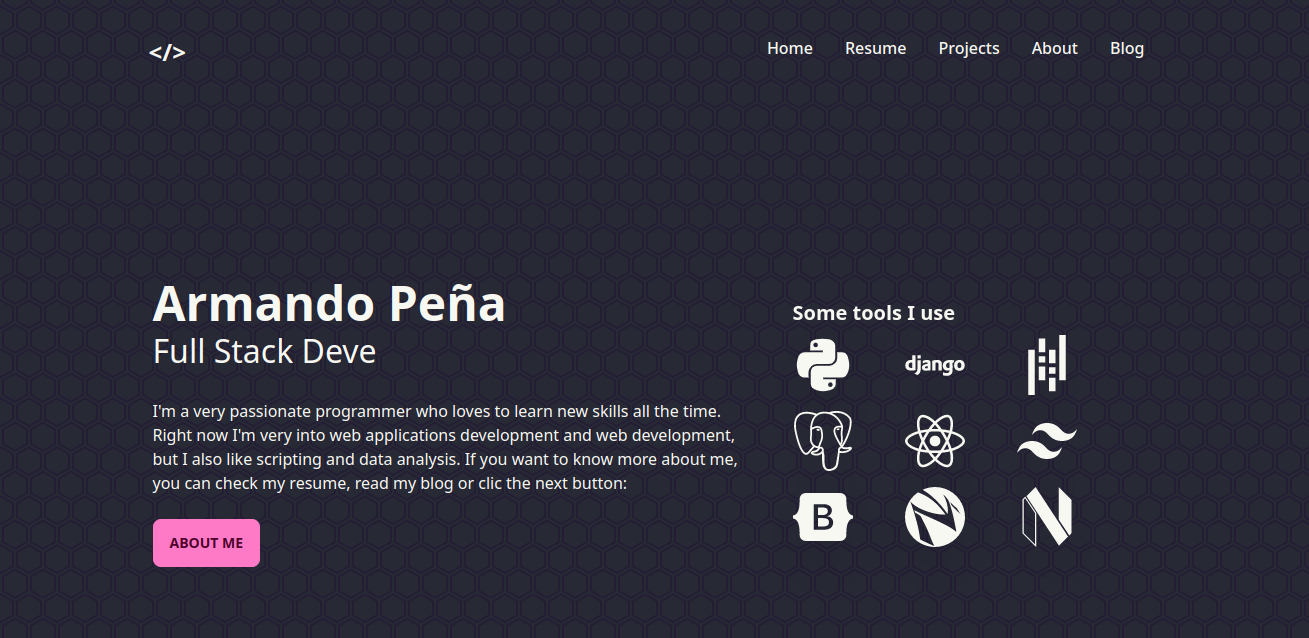 </>
Home Resume Projects About Blog
Armando Peña
Full Stack Deve
I'm a very passionate programmer who loves to learn new skills all the time.
Right now I'm very into web applications development and web development,
but I also like scripting and data analysis. If you want to know more about me,
you can check my resume, read my blog or clic the next button:
ABOUT ME
Some tools I use
django
B